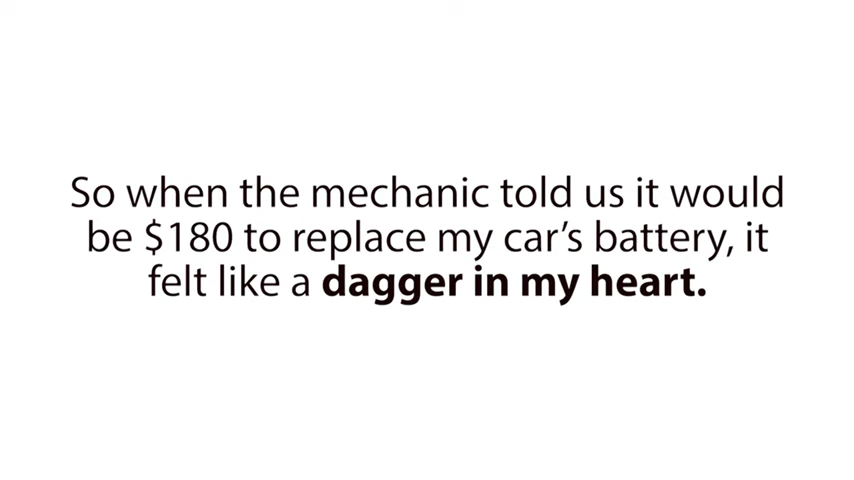 So when the mechanic told us it would
be $180 to replace my car’s battery, it
felt like a dagger in my heart.